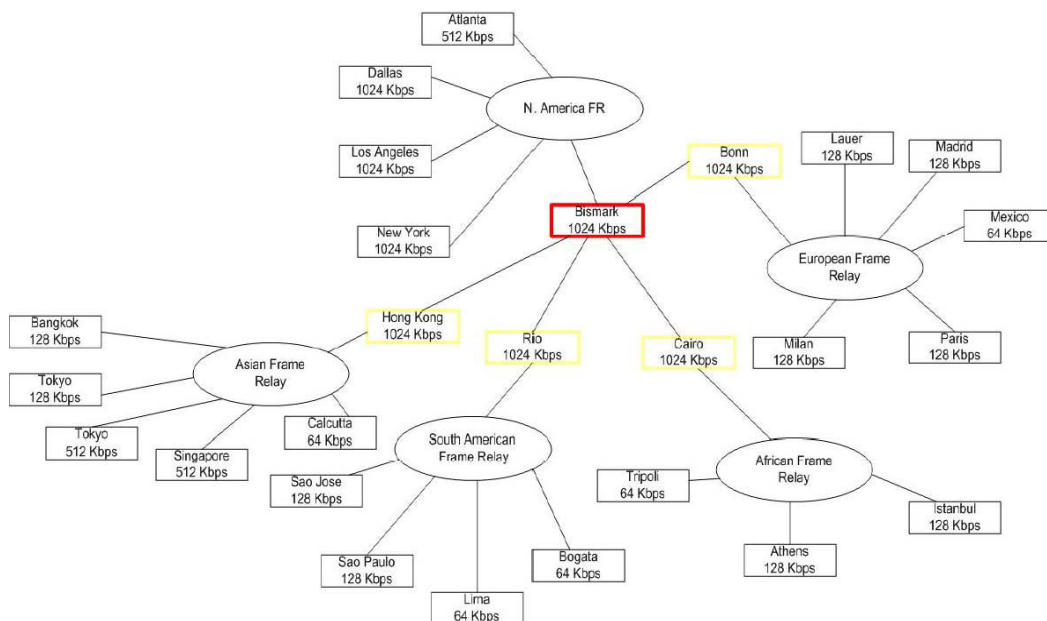 Atlanta
512 Kbps
Dallas
1024 Kbps
N. America FR
Los Angeles
1024 Kbps
New York
1024 Kbps
Bismark
1024 Kbps
Bonn
1024 Kbps
Lauer
128 Kbps
Madrid
128 Kbps
Mexico
64 Kbps
European Frame
Relay
Milan
128 Kbps
Paris
128 Kbps
Hong Kong
1024 Kbps
Rio
1024 Kbps
Cairo
1024 Kbps
Bangkok
128 Kbps
Asian Frame
Relay
Tokyo
128 Kbps
Tokyo
512 Kbps
Singapore
512 Kbps
Calcutta
64 Kbps
South American
Frame Relay
Sao Jose
128 Kbps
Sao Paulo
128 Kbps
Lima
64 Kbps
Bogata
64 Kbps
African Frame
Relay
Tripoli
64 Kbps
Athens
128 Kbps
Istanbul
128 Kbps